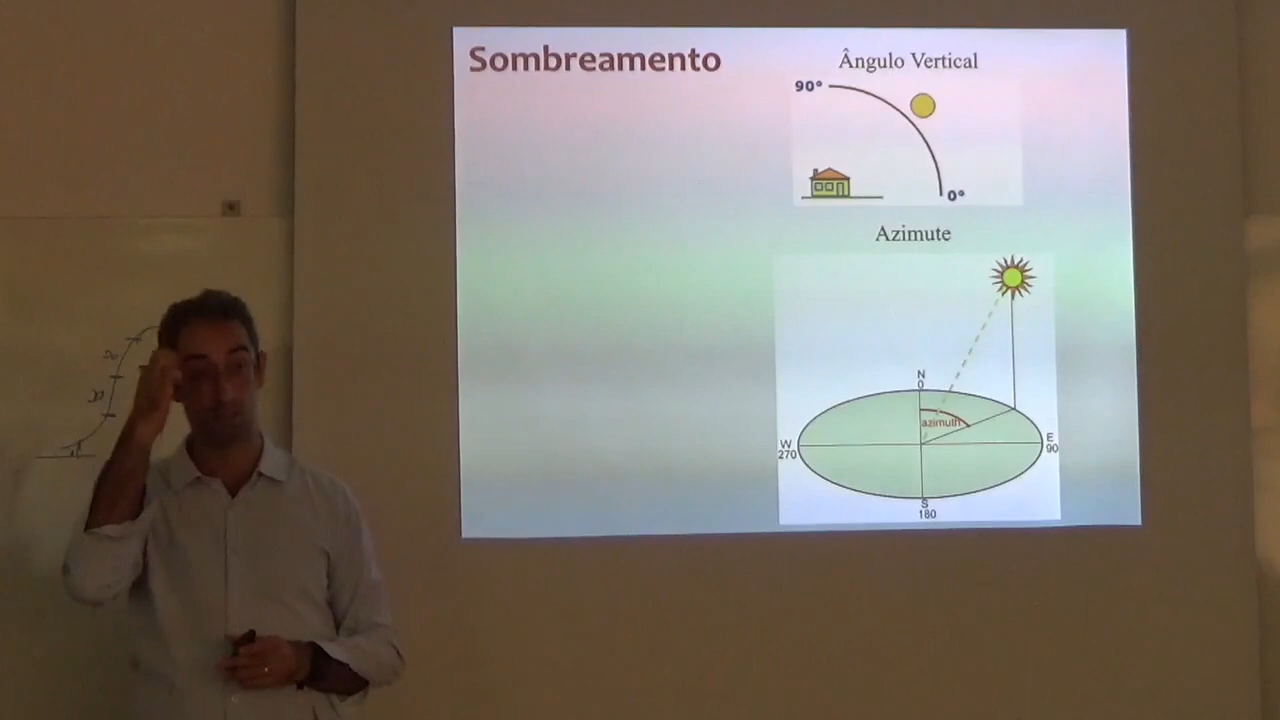 Sombreamento
Ângulo Vertical
90°
0°
Azimute
N
0
azimuth
W
270
E
90
S
180